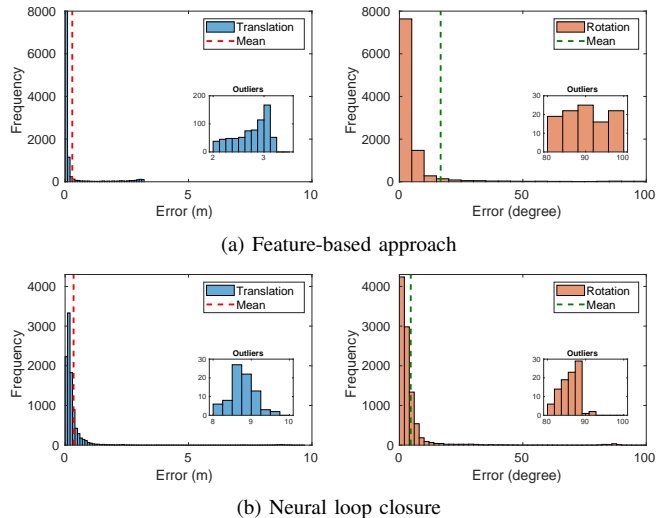 8000
6000
4000
2000
0
Frequency
0
5
10
Error (m)
Translation
Mean
Outliers
200
100
0
2
3
8000
6000
4000
2000
0
Frequency
0
50
100
Error (degree)
Rotation
Mean
Outliers
30
20
10
0
80
90
100
(a) Feature-based approach
4000
3000
2000
1000
0
Frequency
0
5
10
Error (m)
Translation
Mean
Outliers
30
20
10
0
8
9
10
4000
3000
2000
1000
0
Frequency
0
50
100
Error (degree)
Rotation
Mean
Outliers
30
20
10
0
80
90
100
(b) Neural loop closure